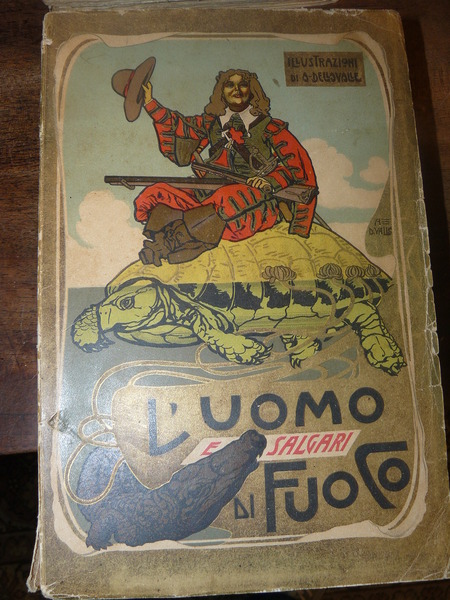 ILLUSTRAZIONI
DI A. DELLA VALLE
L'UOMO
E SALGARI
DI FUOCO